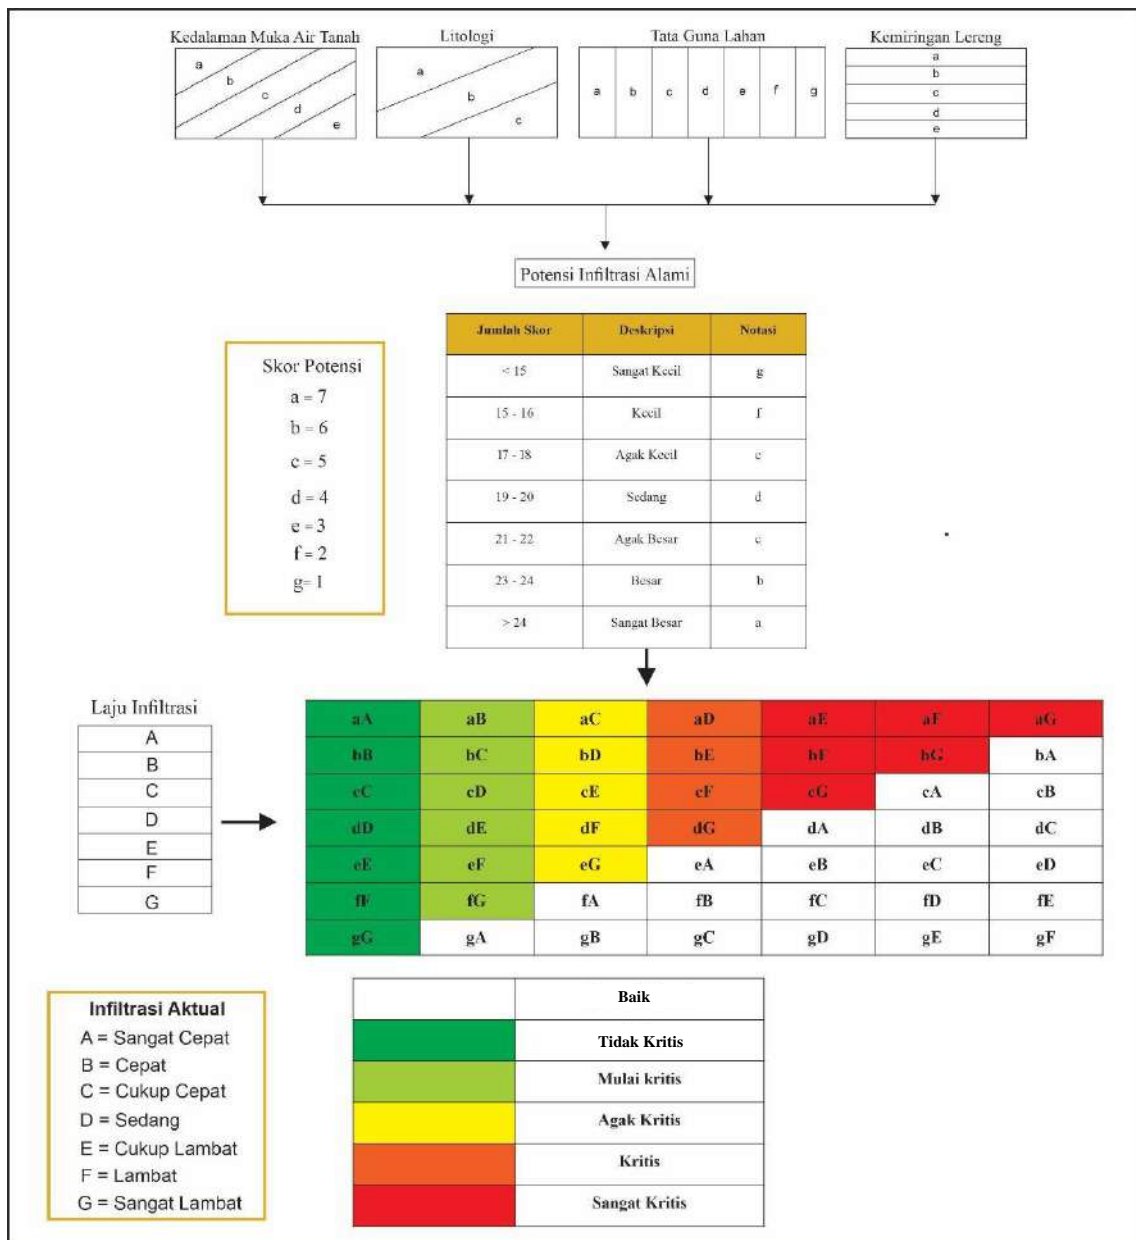 Kedalaman Muka Air Tanah
a
b
c
d
e
Litologi
a
b
c
Tata Guna Lahan
a b c d e f g
Kemiringan Lereng
a
b
c
d
e
Potensi Infiltrasi Alami
Skor Potensi
a = 7
b = 6
c = 5
d = 4
e = 3
f = 2
g= 1
Jumlah Skor Deskripsi Notasi
< 15 Sangat Kecil g
15 - 16 Kecil f
17 - 18 Agak Kecil e
19 - 20 Sedang d
21 - 22 Agak Besar c
23 - 24 Besar b
> 24 Sangat Besar a
Laju Infiltrasi
A
B
C
D
E
F
G
aA aB aC aD aE aF aG
bB bC bD bE bF bG bA
cC cD cE cF cG cA cB
dD dE dF dG dA dB dC
eE eF eG eA eB eC eD
fF fG fA fB fC fD fE
gG gA gB gC gD gE gF
Infiltrasi Aktual
A = Sangat Cepat
B = Cepat
C = Cukup Cepat
D = Sedang
E = Cukup Lambat
F = Lambat
G = Sangat Lambat
Baik
Tidak Kritis
Mulai kritis
Agak Kritis
Kritis
Sangat Kritis